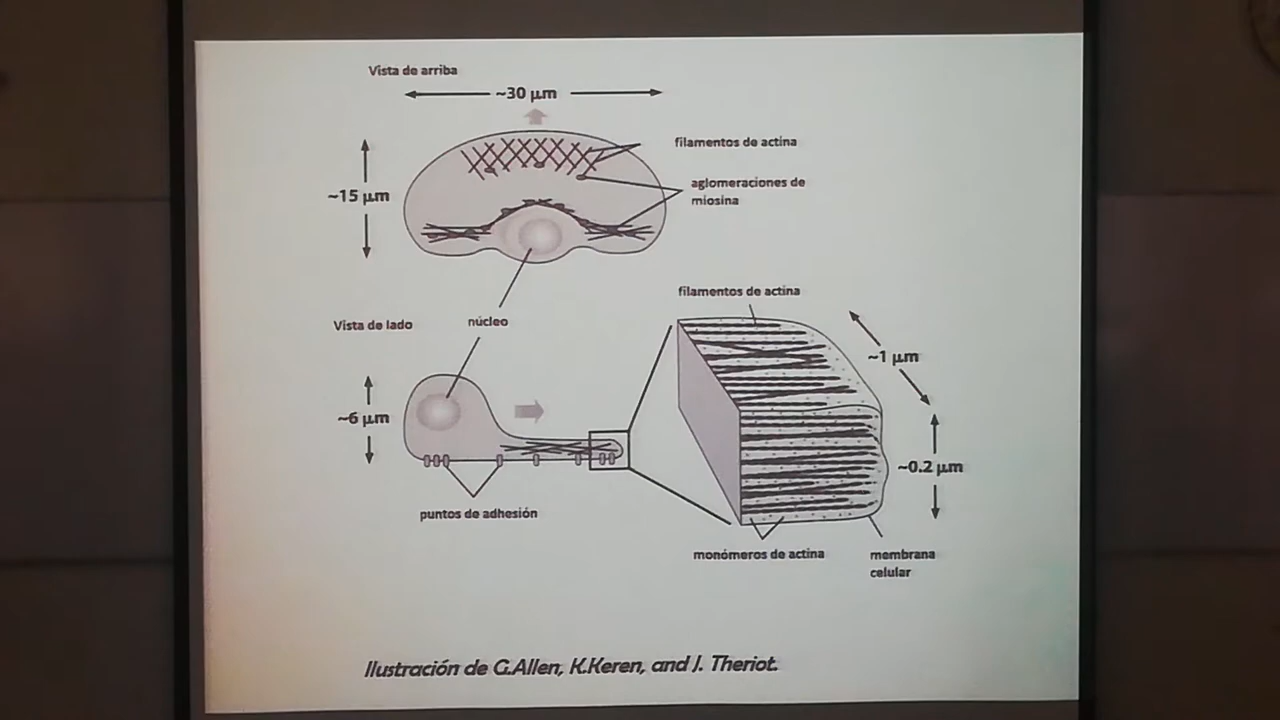 Vista de arriba
~30 μm
filamentos de actina
~15 μm
aglomeraciones de
miosina
filamentos de actina
Vista de lado
núcleo
~1 μm
~6 μm
~0.2 μm
puntos de adhesión
monómeros de actina
membrana
celular
Ilustración de G.Allen, K.Keren, and J. Theriot.